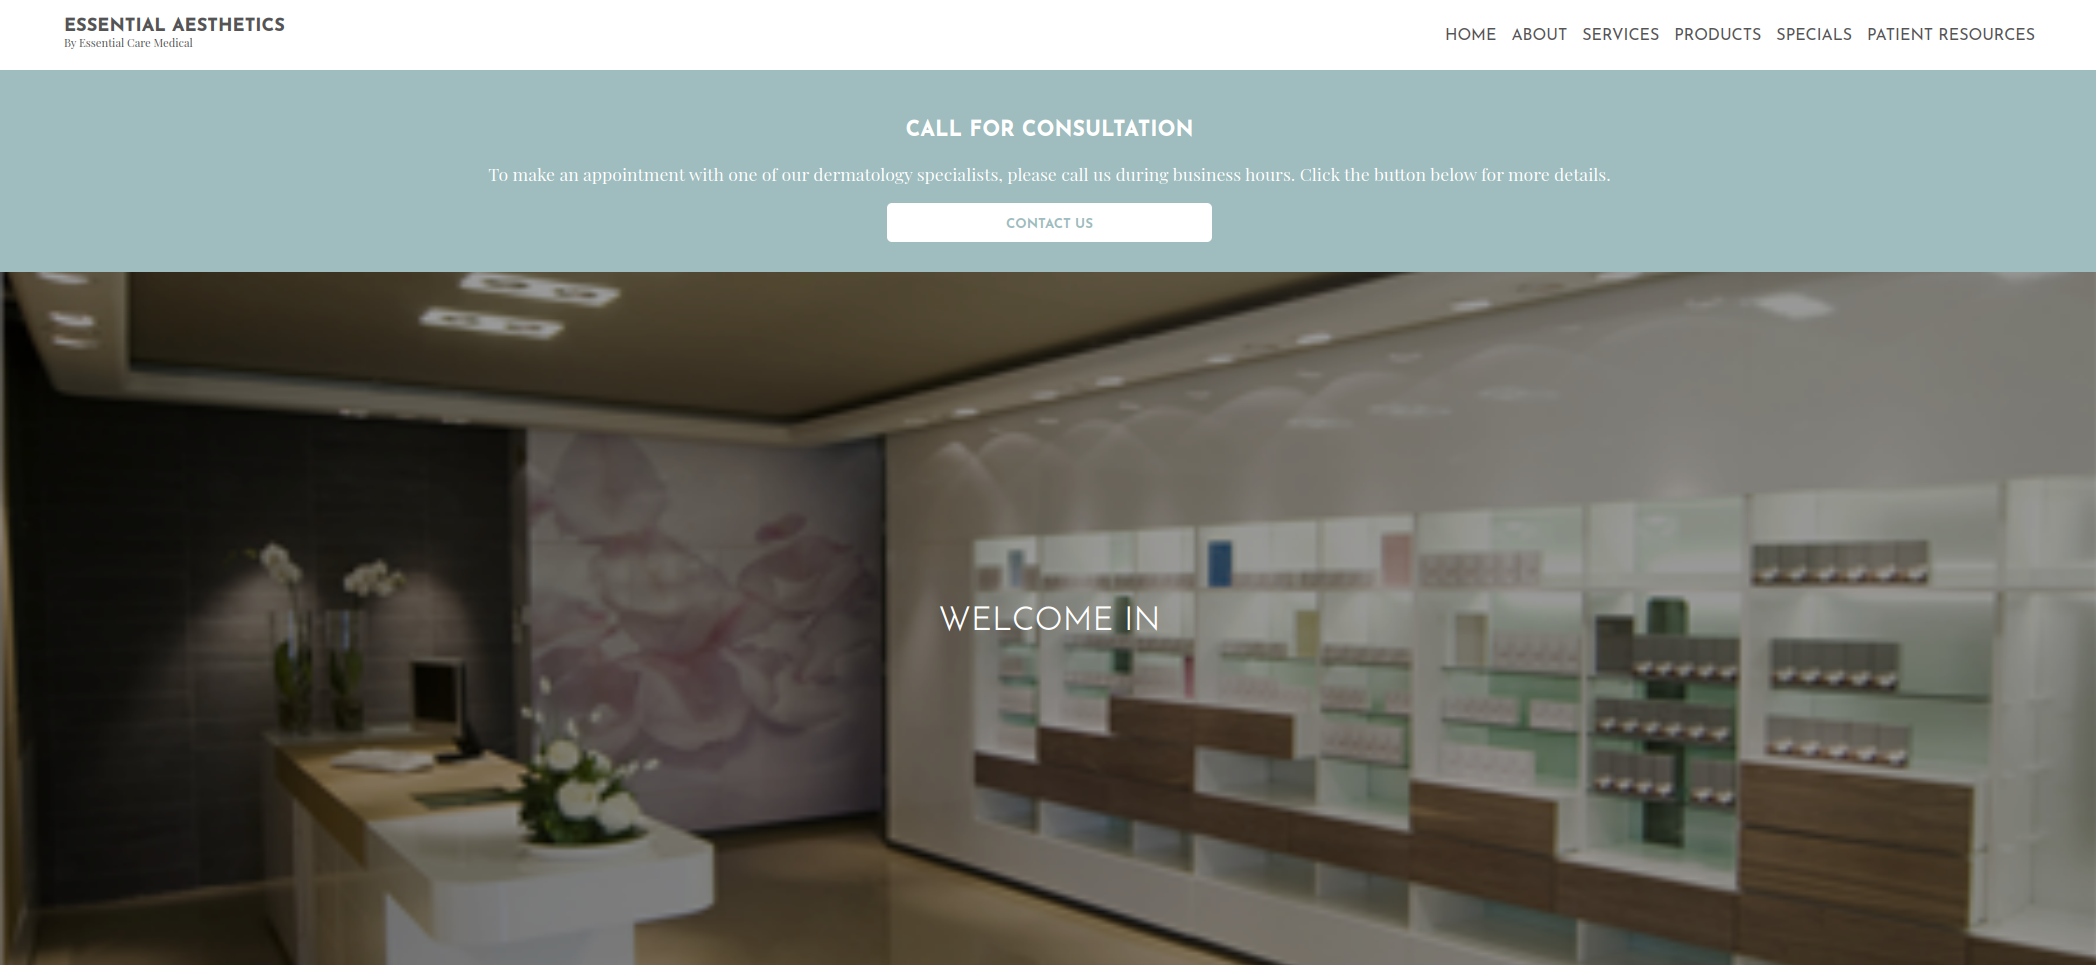 ESSENTIAL AESTHETICS
By Essential Care Medical
HOME ABOUT SERVICES PRODUCTS SPECIALS PATIENT RESOURCES
CALL FOR CONSULTATION
To make an appointment with one of our dermatology specialists, please call us during business hours. Click the button below for more details.
CONTACT US
WELCOME IN